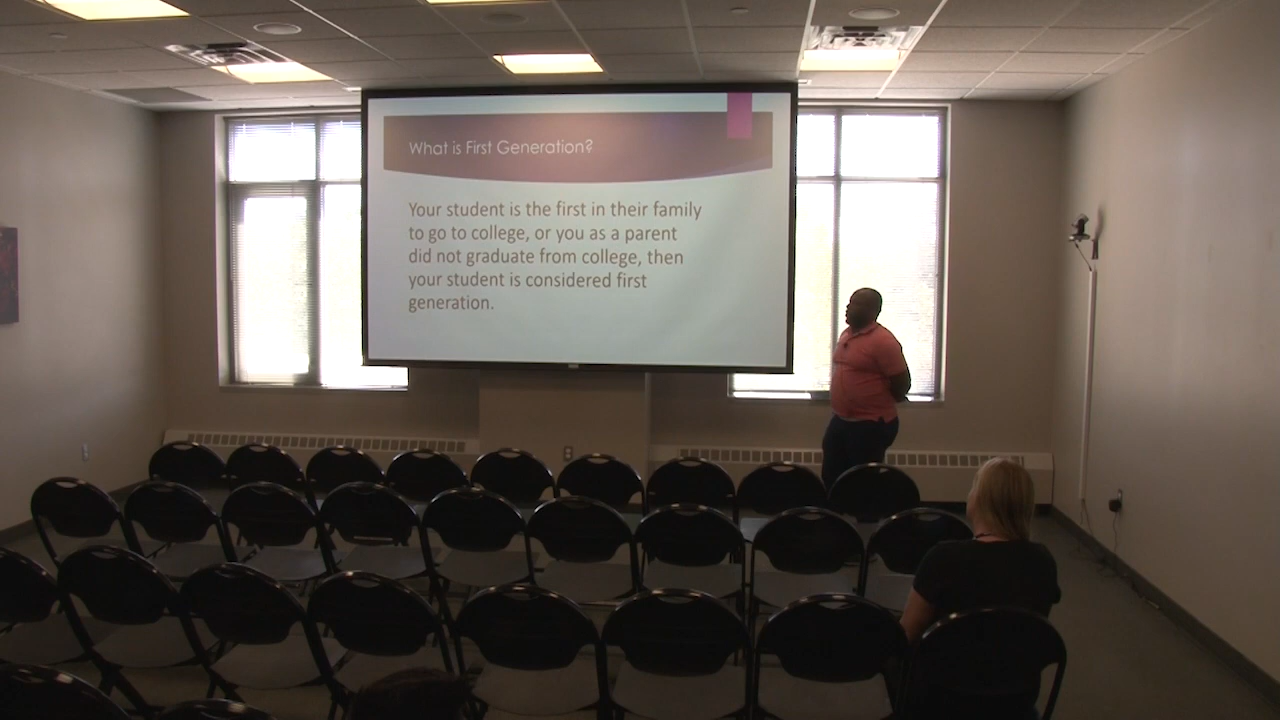 What is First Generation?
Your student is the first in their family
to go to college, or you as a parent
did not graduate from college, then
your student is considered first
generation.